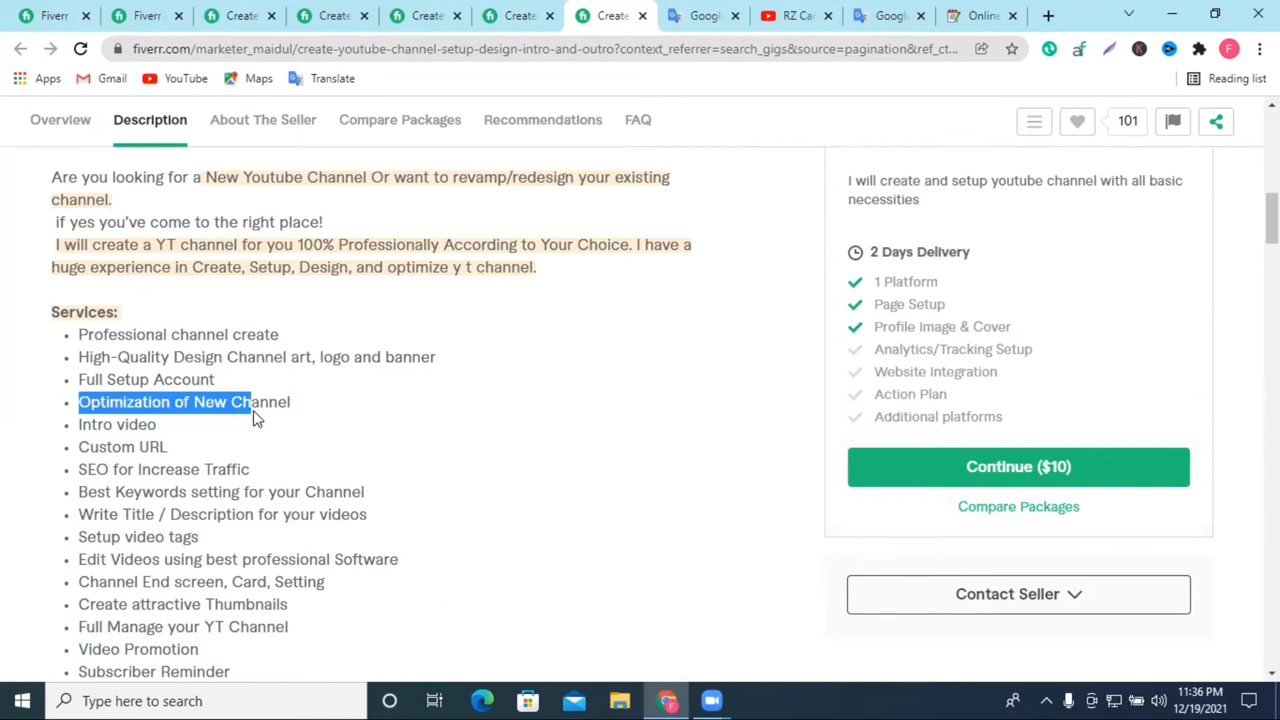 Fiverr
Fiverr
Create
Create
Create
Create
Create
Google
RZ Car
Google
Online
fiverr.com/marketer_maidul/create-youtube-channel-setup-design-intro-and-outro?context_referrer=search_gigs&source=pagination&ref_ct...
Apps
Gmail
YouTube
Maps
Translate
Reading list
Overview
Description
About The Seller
Compare Packages
Recommendations
FAQ
101
Are you looking for a New Youtube Channel Or want to revamp/redesign your existing
channel.
if yes you've come to the right place!
I will create a YT channel for you 100% Professionally According to Your Choice. I have a
huge experience in Create, Setup, Design, and optimize y t channel.
Services:
• Professional channel create
• High-Quality Design Channel art, logo and banner
• Full Setup Account
• Optimization of New Channel
• Intro video
• Custom URL
• SEO for Increase Traffic
• Best Keywords setting for your Channel
• Write Title / Description for your videos
• Setup video tags
• Edit Videos using best professional Software
• Channel End screen, Card, Setting
• Create attractive Thumbnails
• Full Manage your YT Channel
• Video Promotion
• Subscriber Reminder
I will create and setup youtube channel with all basic
necessities
2 Days Delivery
1 Platform
Page Setup
Profile Image & Cover
Analytics/Tracking Setup
Website Integration
Action Plan
Additional platforms
Continue ($10)
Compare Packages
Contact Seller
Type here to search
11:36 PM
12/19/2021